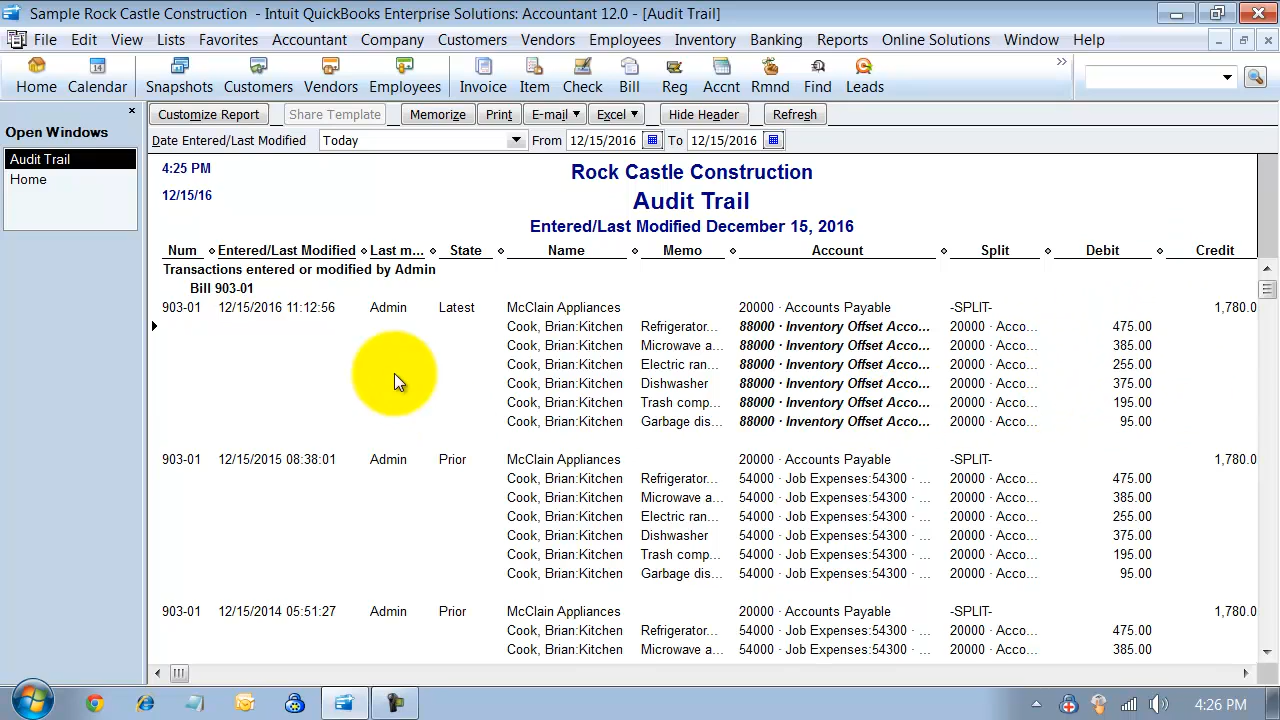 Sample Rock Castle Construction - Intuit QuickBooks Enterprise Solutions: Accountant 12.0 - [Audit Trail]
File Edit View Lists Favorites Accountant Company Customers Vendors Employees Inventory Banking Reports Online Solutions Window Help
Home Calendar Snapshots Customers Vendors Employees Invoice Item Check Bill Reg Accnt Rmnd Find Leads
Open Windows
Audit Trail
Home
Customize Report Share Template Memorize Print E-mail Excel Hide Header Refresh
Date Entered/Last Modified Today From 12/15/2016 To 12/15/2016
4:25 PM
12/15/16
Rock Castle Construction
Audit Trail
Entered/Last Modified December 15, 2016
Num Entered/Last Modified Last m... State Name Memo Account Split Debit Credit
Transactions entered or modified by Admin
Bill 903-01
903-01 12/15/2016 11:12:56 Admin Latest McClain Appliances 20000 · Accounts Payable -SPLIT- 1,780.0
Cook, Brian:Kitchen Refrigerator... 88000 · Inventory Offset Acco... 20000 · Acco... 475.00
Cook, Brian:Kitchen Microwave a... 88000 · Inventory Offset Acco... 20000 · Acco... 385.00
Cook, Brian:Kitchen Electric ran... 88000 · Inventory Offset Acco... 20000 · Acco... 255.00
Cook, Brian:Kitchen Dishwasher 88000 · Inventory Offset Acco... 20000 · Acco... 375.00
Cook, Brian:Kitchen Trash comp... 88000 · Inventory Offset Acco... 20000 · Acco... 195.00
Cook, Brian:Kitchen Garbage dis... 88000 · Inventory Offset Acco... 20000 · Acco... 95.00
903-01 12/15/2015 08:38:01 Admin Prior McClain Appliances 20000 · Accounts Payable -SPLIT- 1,780.0
Cook, Brian:Kitchen Refrigerator... 54000 · Job Expenses:54300 · ... 20000 · Acco... 475.00
Cook, Brian:Kitchen Microwave a... 54000 · Job Expenses:54300 · ... 20000 · Acco... 385.00
Cook, Brian:Kitchen Electric ran... 54000 · Job Expenses:54300 · ... 20000 · Acco... 255.00
Cook, Brian:Kitchen Dishwasher 54000 · Job Expenses:54300 · ... 20000 · Acco... 375.00
Cook, Brian:Kitchen Trash comp... 54000 · Job Expenses:54300 · ... 20000 · Acco... 195.00
Cook, Brian:Kitchen Garbage dis... 54000 · Job Expenses:54300 · ... 20000 · Acco... 95.00
903-01 12/15/2014 05:51:27 Admin Prior McClain Appliances 20000 · Accounts Payable -SPLIT- 1,780.0
Cook, Brian:Kitchen Refrigerator... 54000 · Job Expenses:54300 · ... 20000 · Acco... 475.00
Cook, Brian:Kitchen Microwave a... 54000 · Job Expenses:54300 · ... 20000 · Acco... 385.00
4:26 PM